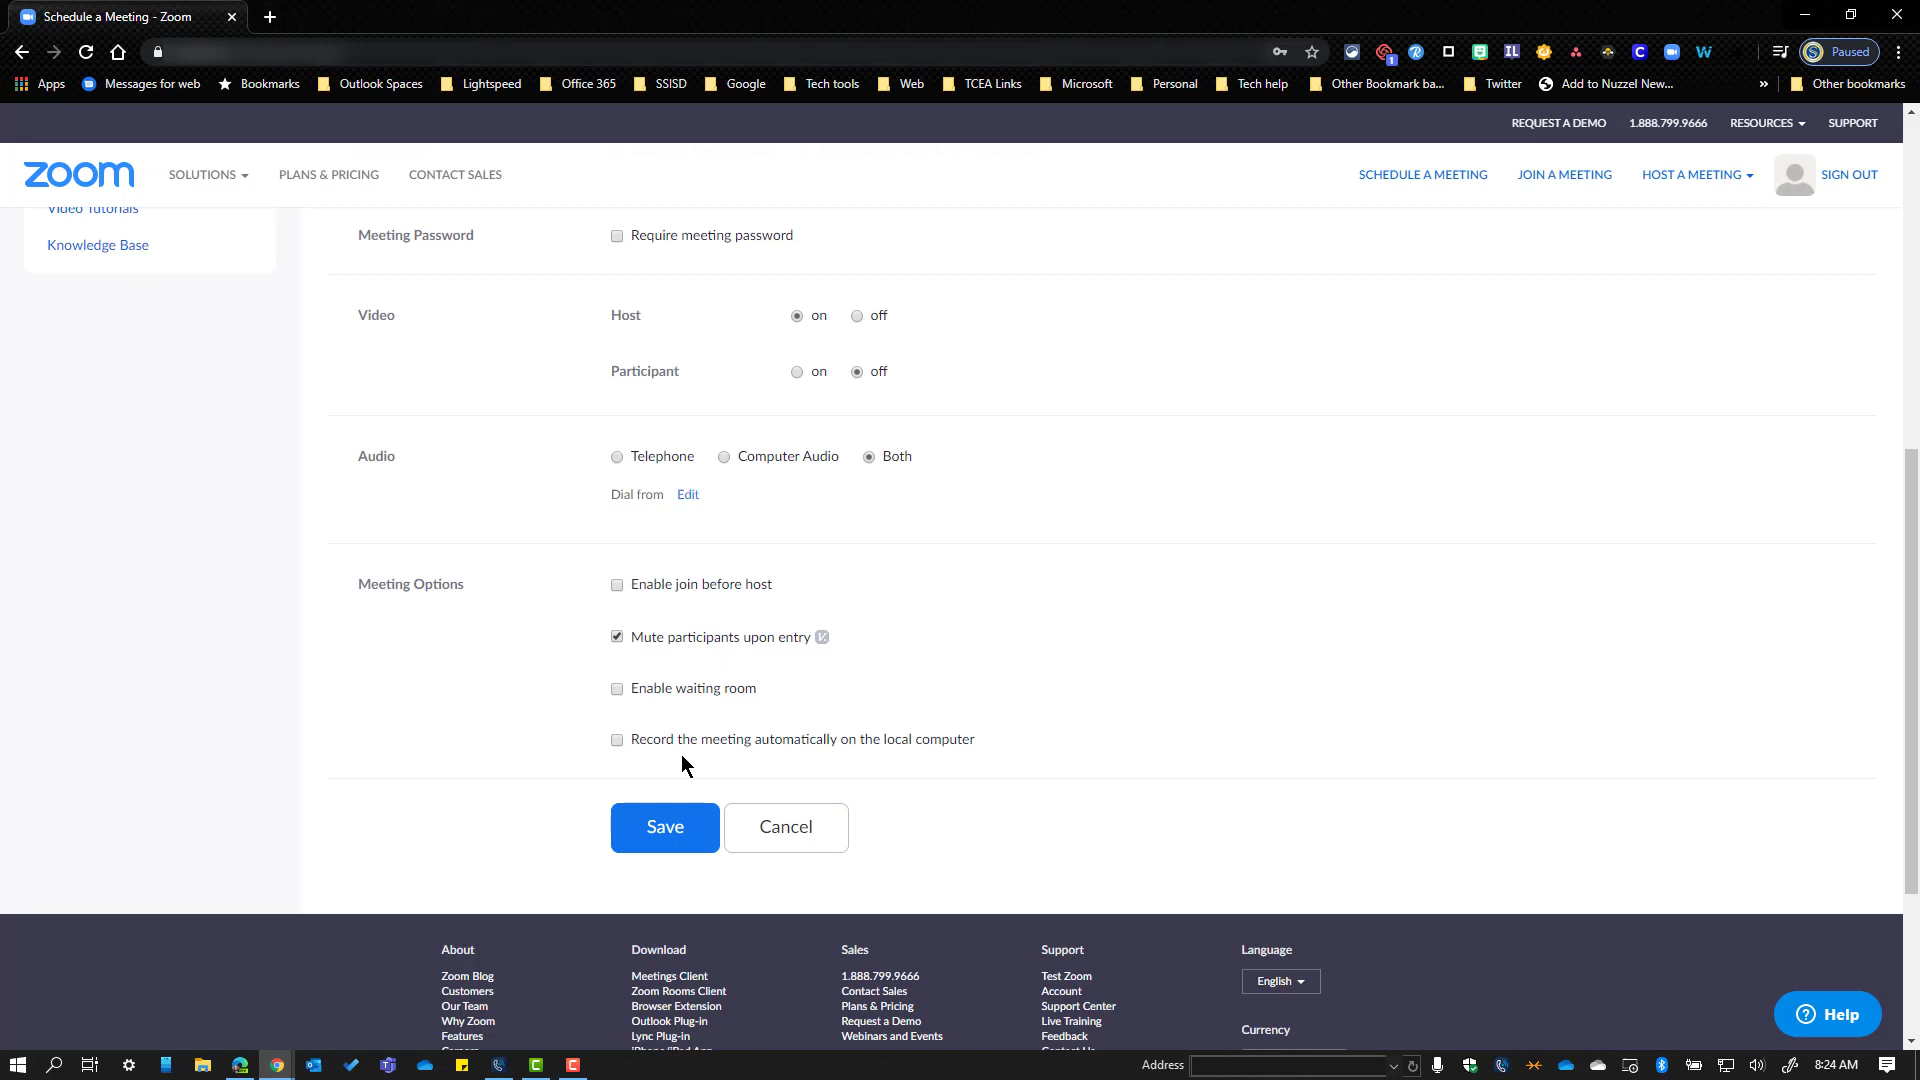 Schedule a Meeting - Zoom
Paused
Apps Messages for web Bookmarks Outlook Spaces Lightspeed Office 365 SSISD Google Tech tools Web TCEA Links Microsoft Personal Tech help Other Bookmark ba... Twitter Add to Nuzzel New... » Other bookmarks
REQUEST A DEMO 1.888.799.9666 RESOURCES SUPPORT
zoom SOLUTIONS PLANS & PRICING CONTACT SALES SCHEDULE A MEETING JOIN A MEETING HOST A MEETING SIGN OUT
Video Tutorials
Knowledge Base
Meeting Password Require meeting password
Video Host on off
Participant on off
Audio Telephone Computer Audio Both
Dial from Edit
Meeting Options Enable join before host
Mute participants upon entry
Enable waiting room
Record the meeting automatically on the local computer
Save Cancel
About Download Sales Support Language
Zoom Blog Meetings Client 1.888.799.9666 Test Zoom English
Customers Zoom Rooms Client Contact Sales Account
Our Team Browser Extension Plans & Pricing Support Center
Why Zoom Outlook Plug-in Request a Demo Live Training
Features Lync Plug-in Webinars and Events Feedback
Currency
Help
Address 8:24 AM